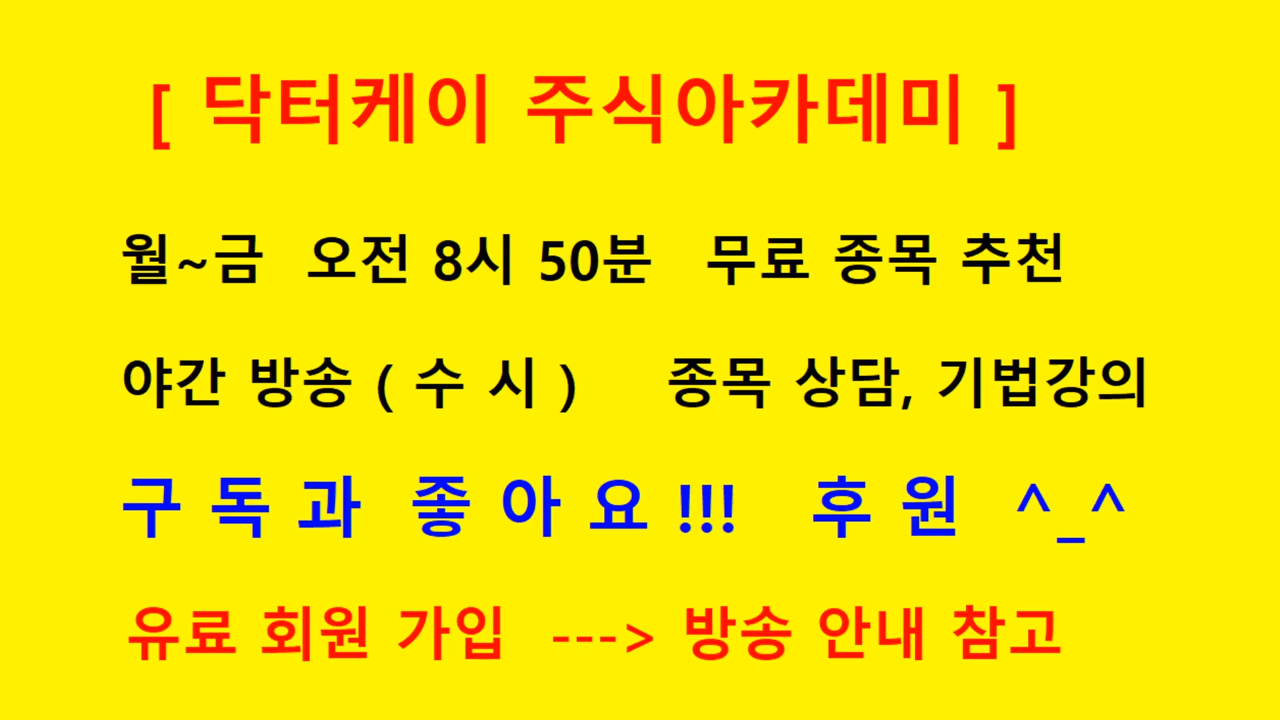 [ 닥터케이 주식아카데미 ]
월~금 오전 8시 50분 무료 종목 추천
야간 방송 ( 수 시 ) 종목 상담, 기법강의
구 독 과 좋 아 요 !!! 후 원 ^_^
유료 회원 가입 ---> 방송 안내 참고